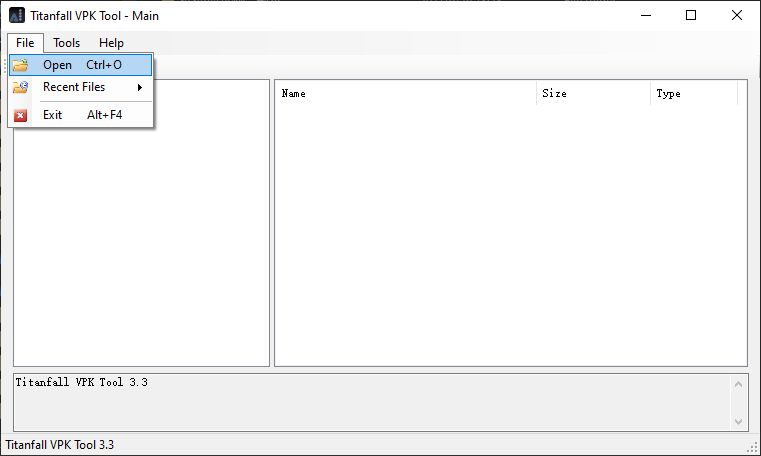 Titanfall VPK Tool - Main
File Tools Help
Open Ctrl+O
Recent Files
Exit Alt+F4
Name Size Type
Titanfall VPK Tool 3.3
Titanfall VPK Tool 3.3